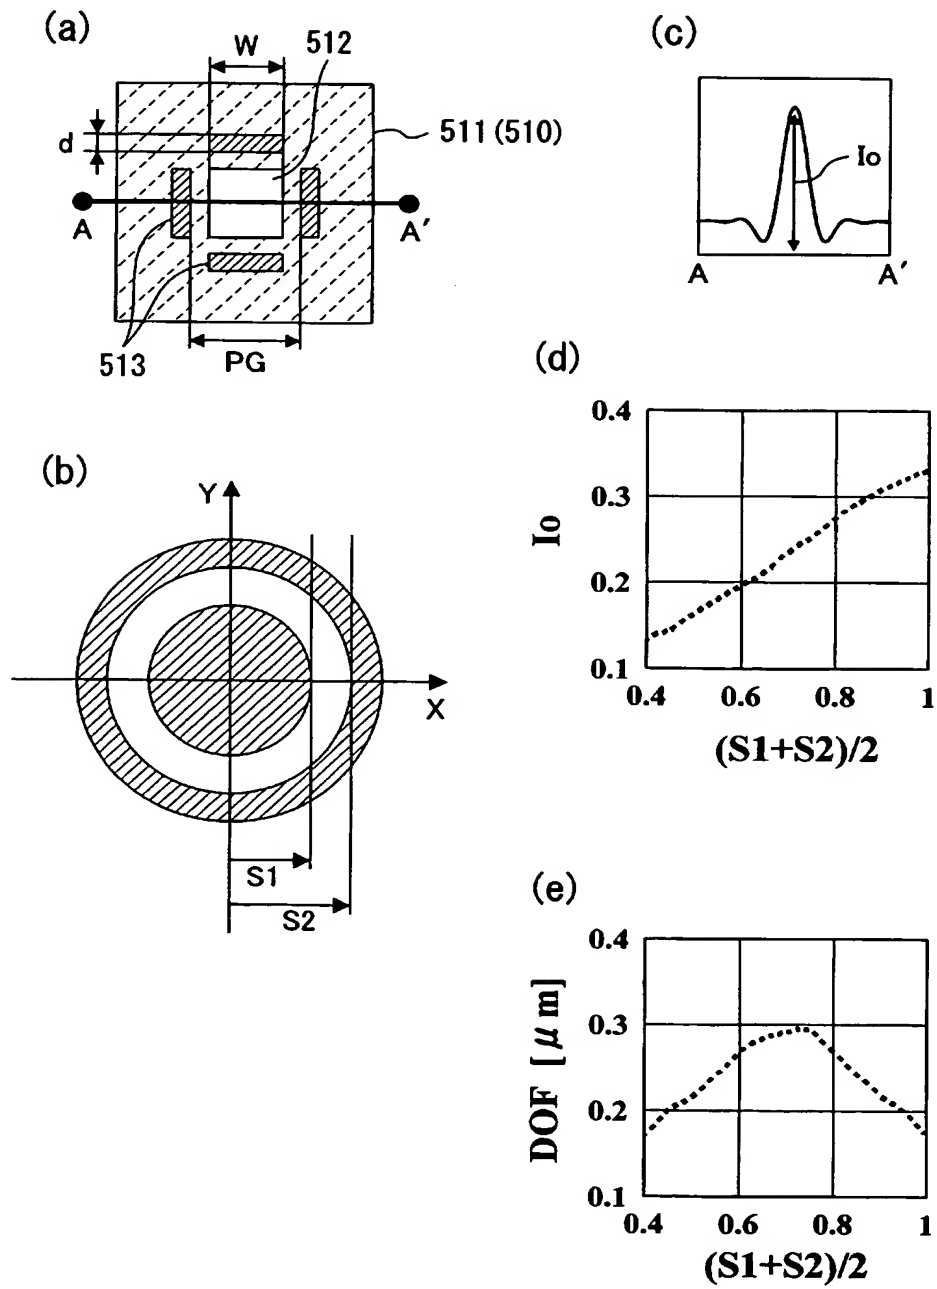 (a)
W
512
d
511(510)
A
A′
513
PG
(b)
Y
X
S1
S2
(c)
Io
A
A′
(d)
0.4
0.3
0.2
0.1
Io
0.4
0.6
0.8
1
(S1+S2)/2
(e)
0.4
0.3
0.2
0.1
DOF [μm]
0.4
0.6
0.8
1
(S1+S2)/2